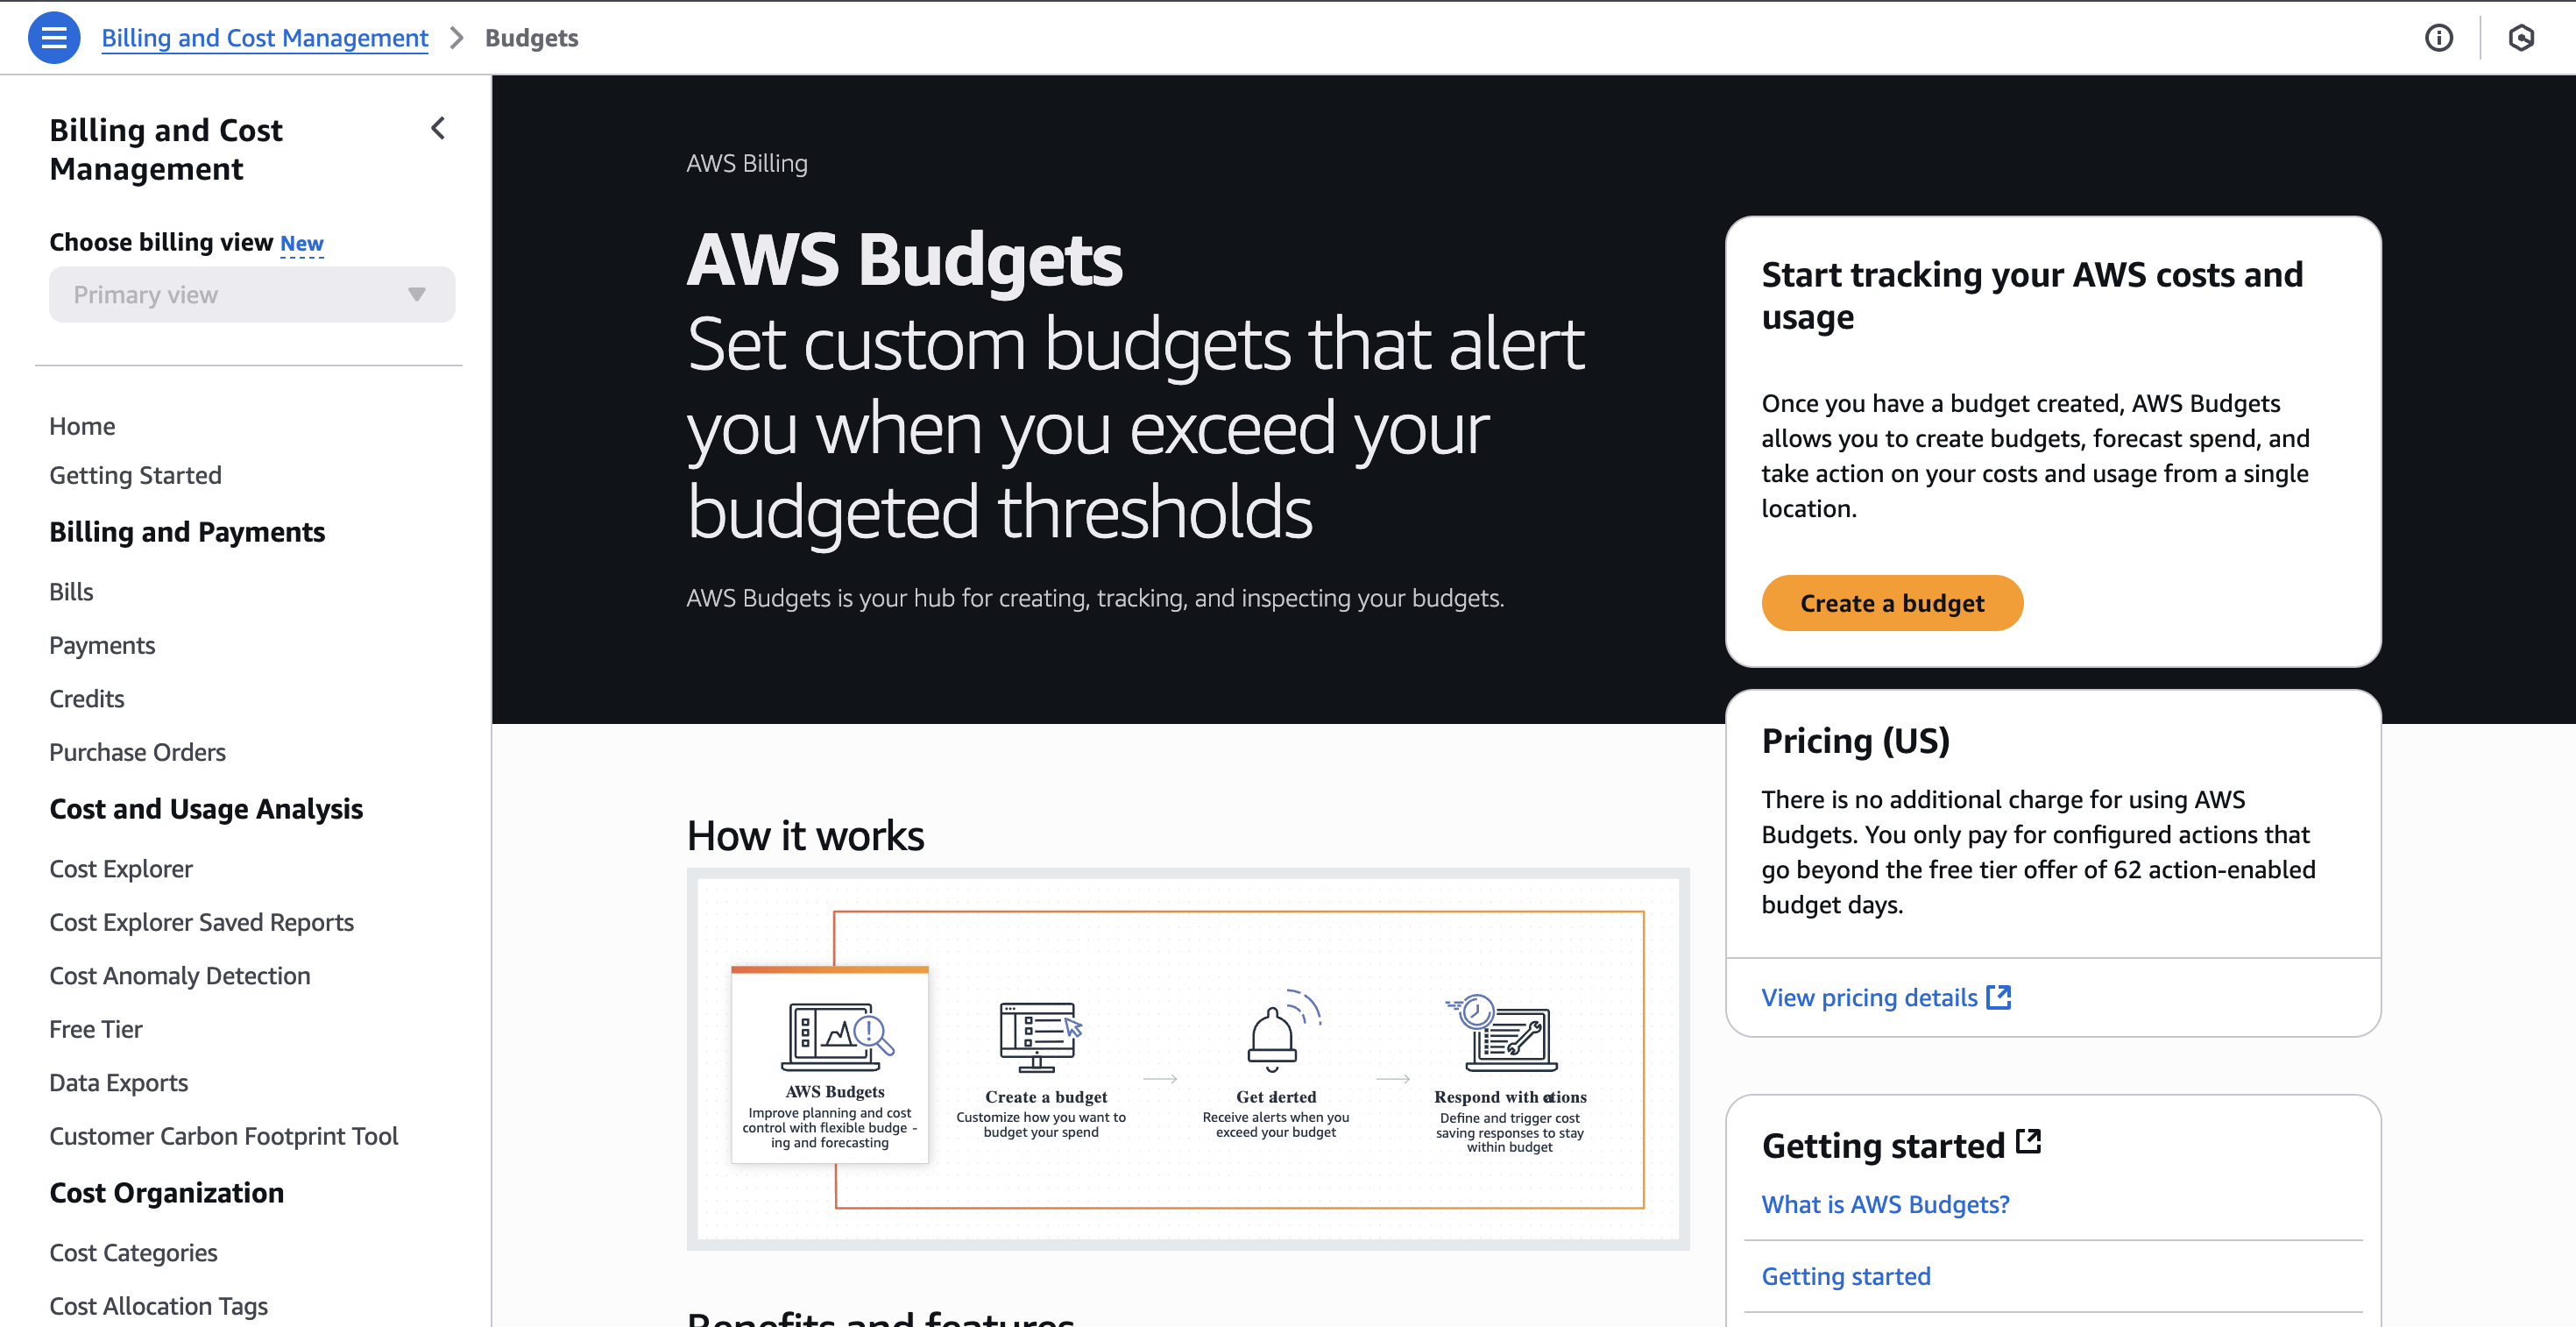 Billing and Cost Management > Budgets
Billing and Cost
Management
Choose billing view New
Primary view
Home
Getting Started
Billing and Payments
Bills
Payments
Credits
Purchase Orders
Cost and Usage Analysis
Cost Explorer
Cost Explorer Saved Reports
Cost Anomaly Detection
Free Tier
Data Exports
Customer Carbon Footprint Tool
Cost Organization
Cost Categories
Cost Allocation Tags
AWS Billing
AWS Budgets
Set custom budgets that alert
you when you exceed your
budgeted thresholds
AWS Budgets is your hub for creating, tracking, and inspecting your budgets.
Start tracking your AWS costs and
usage
Once you have a budget created, AWS Budgets
allows you to create budgets, forecast spend, and
take action on your costs and usage from a single
location.
Create a budget
Pricing (US)
There is no additional charge for using AWS
Budgets. You only pay for configured actions that
go beyond the free tier offer of 62 action-enabled
budget days.
View pricing details
Getting started
What is AWS Budgets?
Getting started
How it works
AWS Budgets
Improve planning and cost
control with flexible budge -
ing and forecasting
Create a budget
Customize how you want to
budget your spend
Get alerted
Receive alerts when you
exceed your budget
Respond with actions
Define and trigger cost
saving responses to stay
within budget
Benefits and features